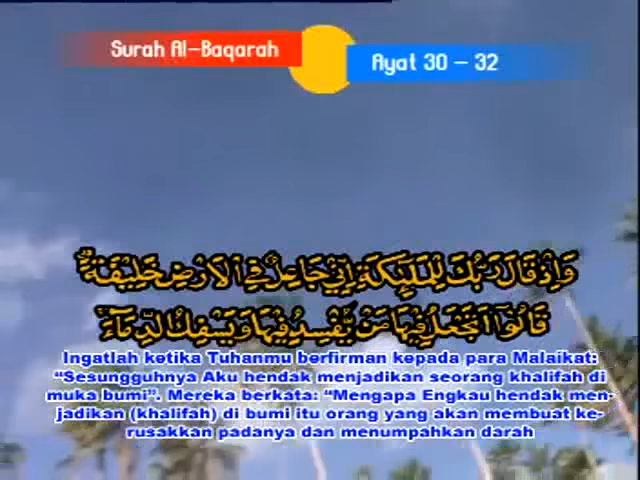 Surah Al-Baqarah
Ayat 30 – 32
وَإِذْ قَالَ رَبُّكَ لِلْمَلَٰٓئِكَةِ إِنِّي جَاعِلٌ فِي الْأَرْضِ خَلِيفَةً ۖ
قَالُوٓا۟ أَتَجْعَلُ فِيهَا مَنْ يُفْسِدُ فِيهَا وَيَسْفِكُ الدِّمَآءَ
Ingatlah ketika Tuhanmu berfirman kepada para Malaikat:
“Sesungguhnya Aku hendak menjadikan seorang khalifah di
muka bumi”. Mereka berkata: “Mengapa Engkau hendak men-
jadikan (khalifah) di bumi itu orang yang akan membuat ke-
rusakkan padanya dan menumpahkan darah